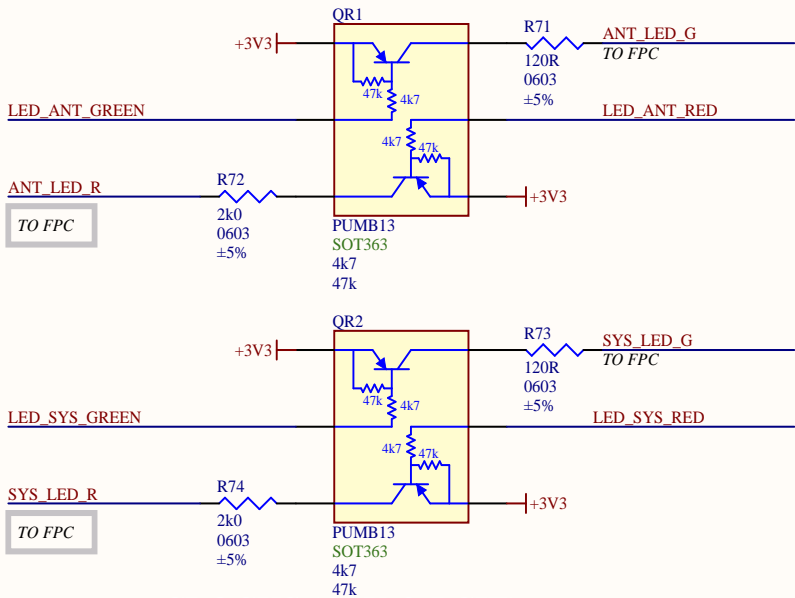 QR1
+3V3
R71
120R
0603
±5%
ANT_LED_G
TO FPC
47k
4k7
LED_ANT_GREEN
LED_ANT_RED
4k7
47k
ANT_LED_R
TO FPC
R72
2k0
0603
±5%
+3V3
PUMB13
SOT363
4k7
47k
QR2
+3V3
R73
120R
0603
±5%
SYS_LED_G
TO FPC
47k
4k7
LED_SYS_GREEN
LED_SYS_RED
4k7
47k
SYS_LED_R
TO FPC
R74
2k0
0603
±5%
+3V3
PUMB13
SOT363
4k7
47k